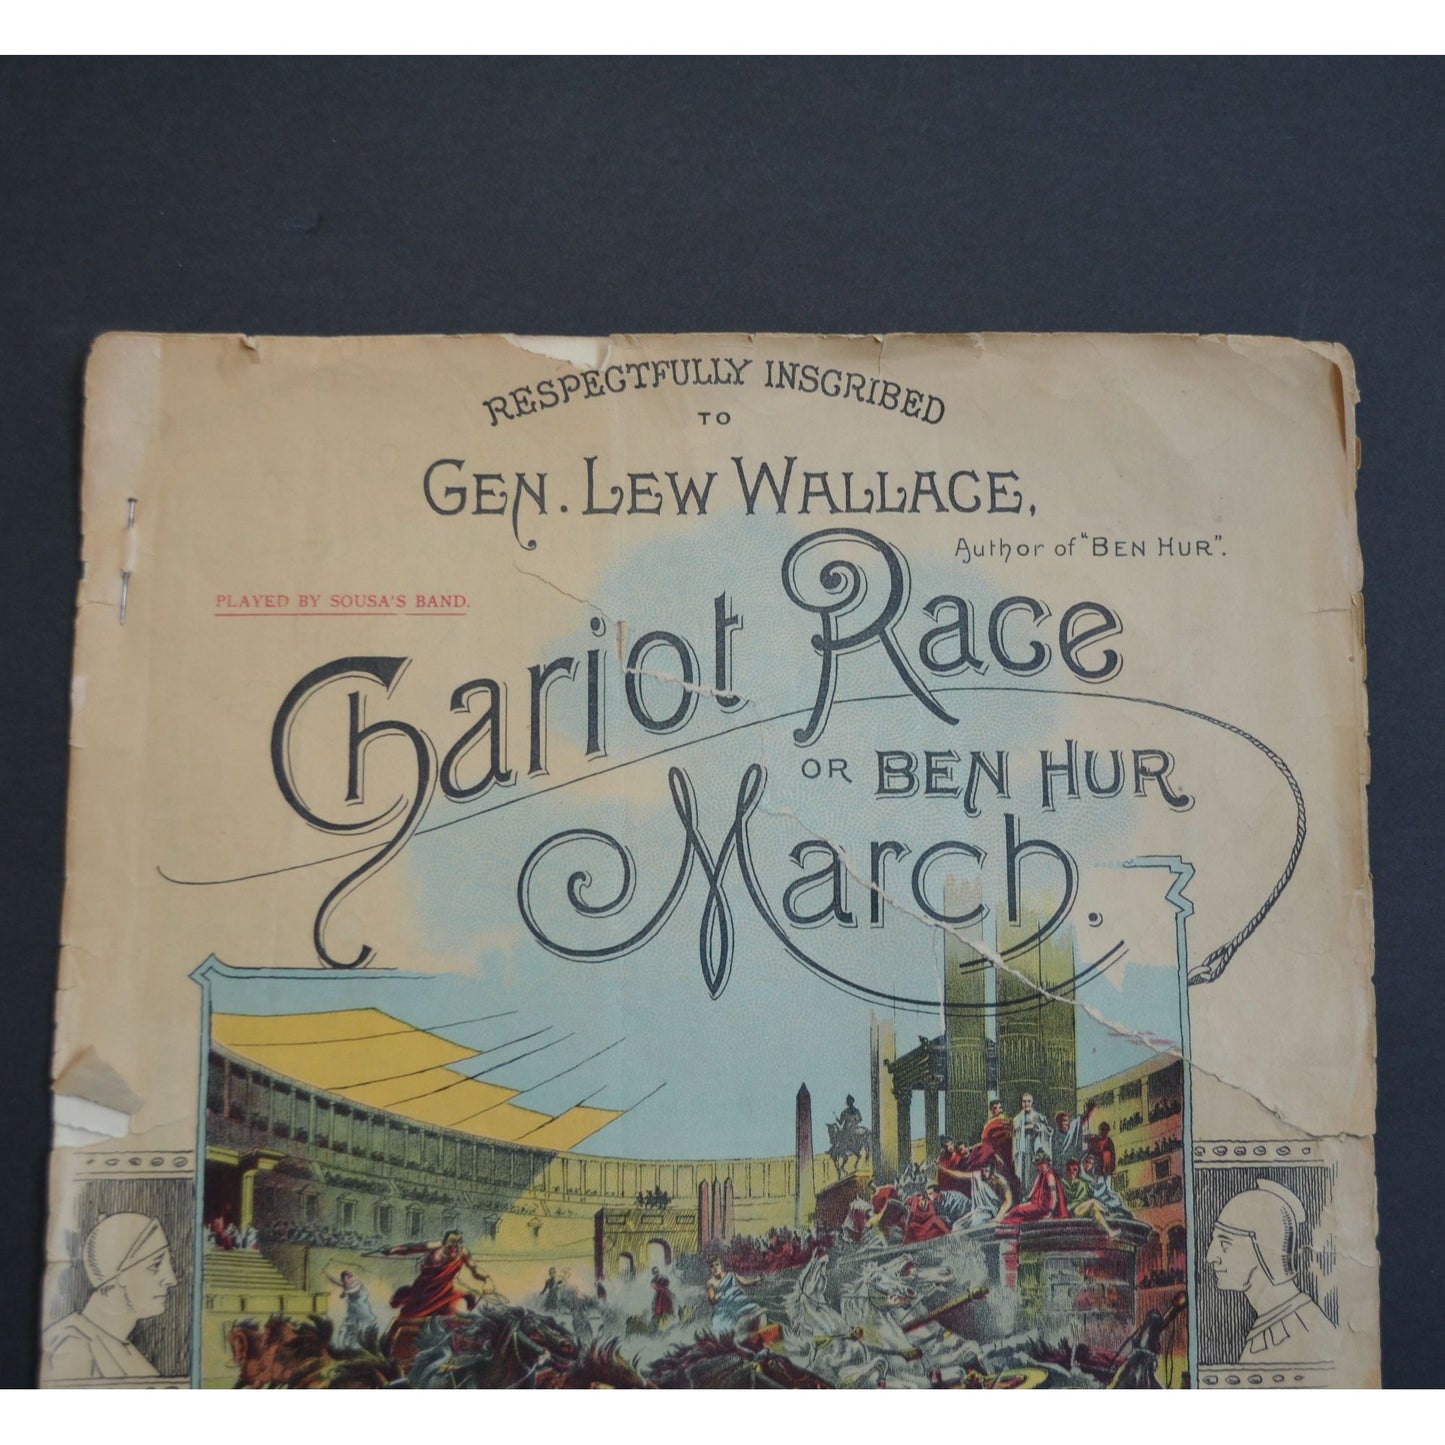 RESPECTFULLY INSCRIBED
TO
GEN. LEW WALLACE,
Author of "BEN HUR".
PLAYED BY SOUSA'S BAND.
Chariot Race
OR BEN HUR
March.